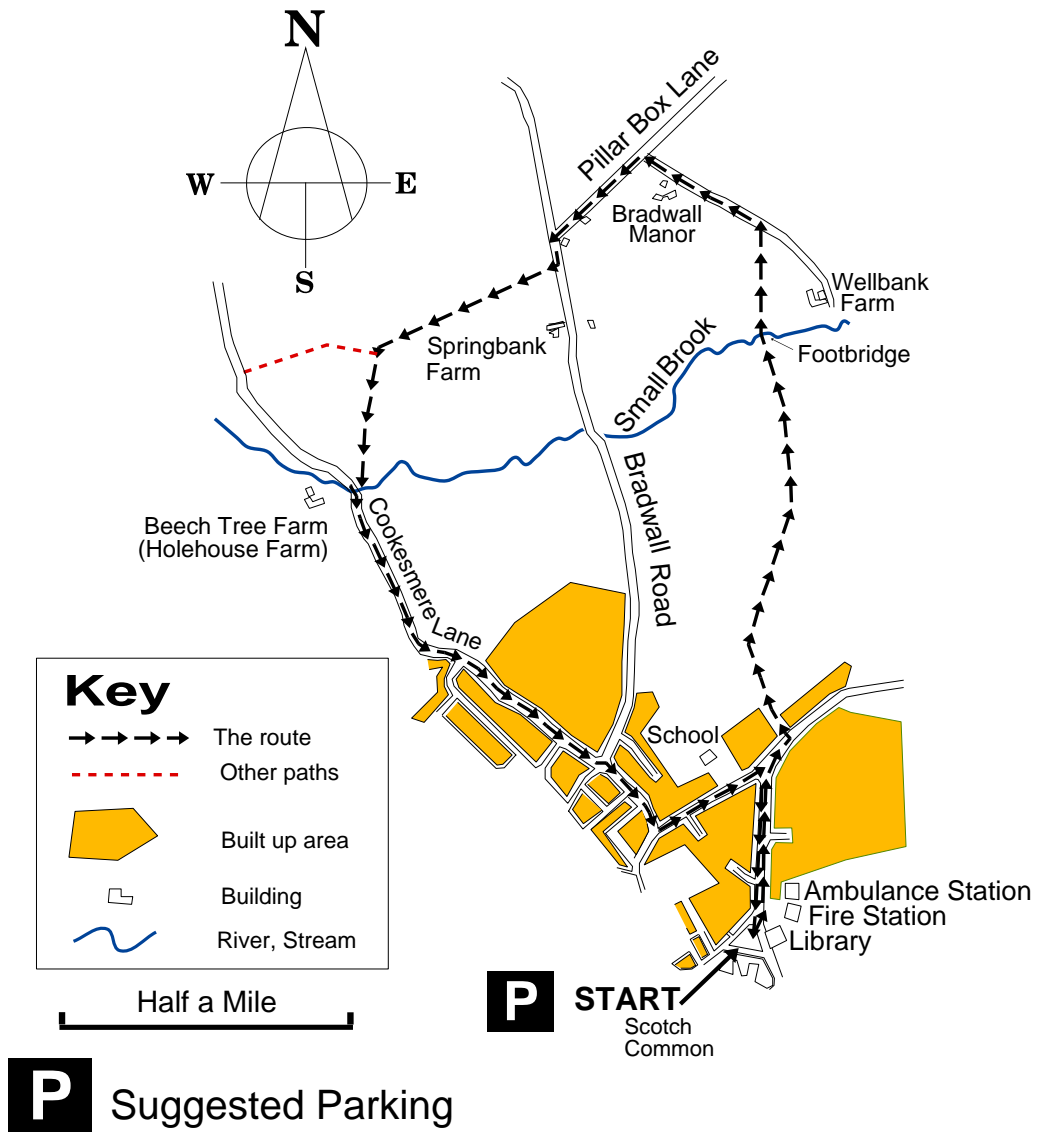 N
W
E
S
Pillar Box Lane
Bradwall
Manor
Wellbank
Farm
Springbank
Farm
Small Brook
Footbridge
Bradwall Road
Beech Tree Farm
(Holehouse Farm)
Cookesmere
Lane
School
Key
The route
Other paths
Built up area
Building
River, Stream
Ambulance Station
Fire Station
Library
Half a Mile
P
START
Scotch
Common
P
Suggested Parking